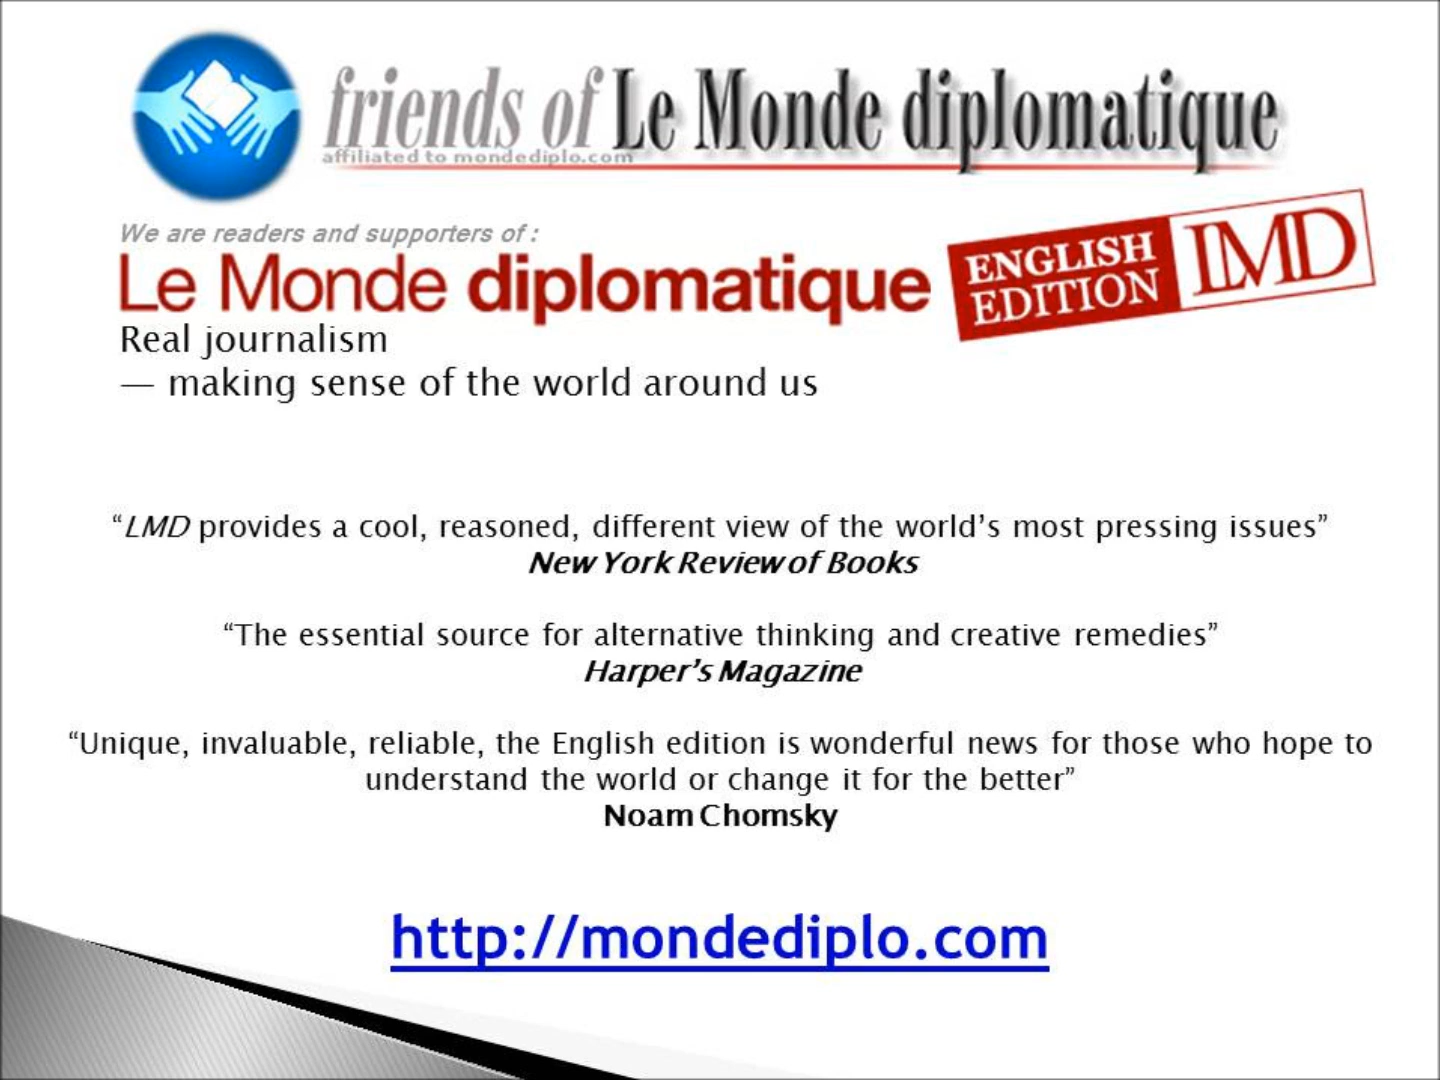 friends of Le Monde diplomatique
affiliated to mondediplo.com
We are readers and supporters of :
Le Monde diplomatique
ENGLISH
EDITION
LMD
Real journalism
— making sense of the world around us
“LMD provides a cool, reasoned, different view of the world’s most pressing issues”
New York Review of Books
“The essential source for alternative thinking and creative remedies”
Harper’s Magazine
“Unique, invaluable, reliable, the English edition is wonderful news for those who hope to
understand the world or change it for the better”
Noam Chomsky
http://mondediplo.com